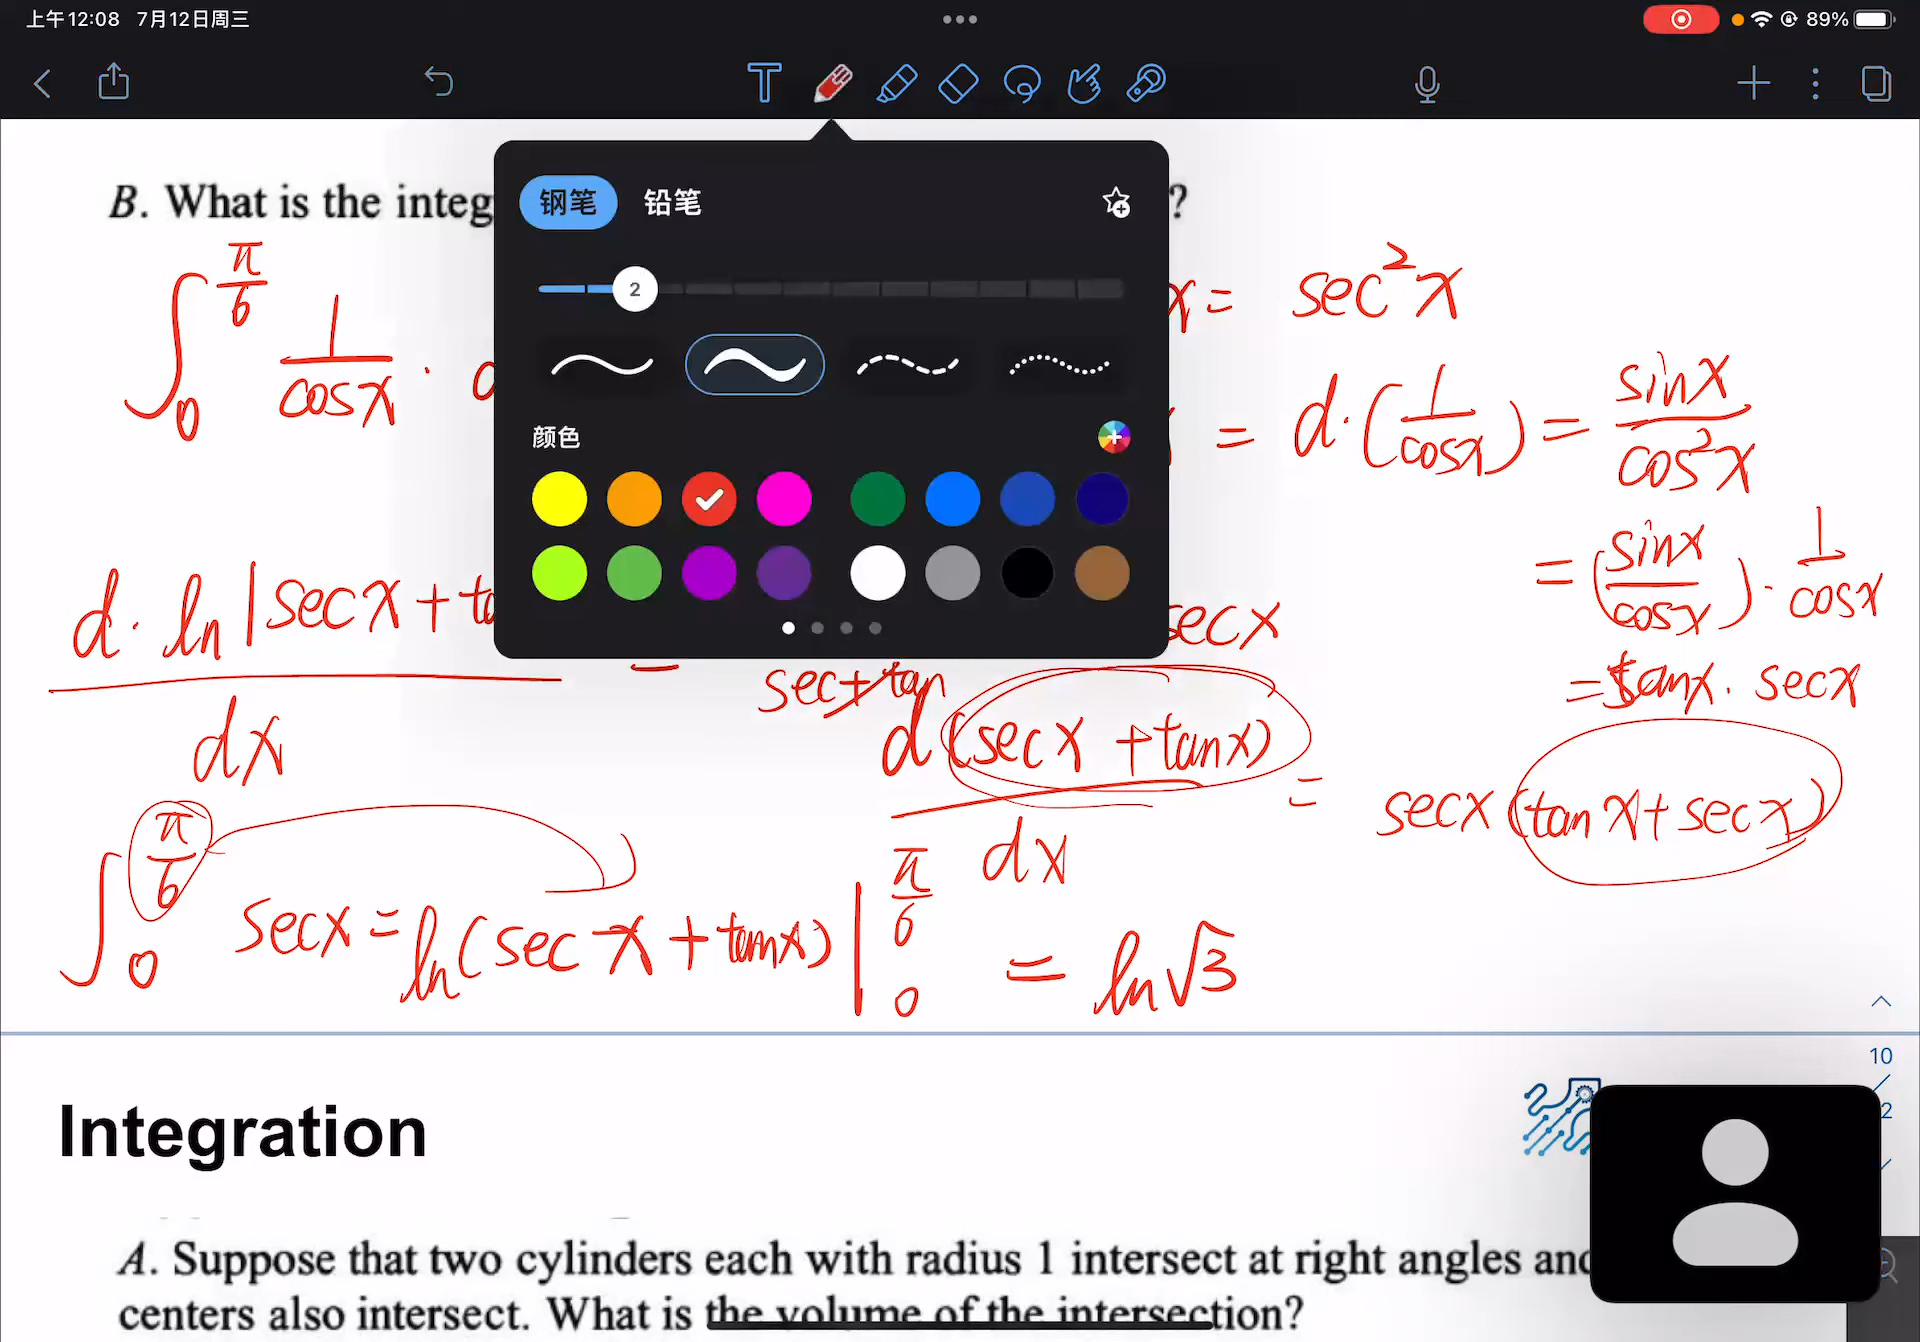 上午12:08 7月12日周三
89%
T
B. What is the integ
?
钢笔 铅笔
2
颜色
∫₀^(π/6) 1/cosx ·
x = sec²x
= d·(1/cosx) = sinx/cos²x
= (sinx/cosx)· 1/cosx
= tanx· secx
d· ln|secx+ta
dx
=
secx
sec+tan
d(secx + tanx)
dx
= secx(tanx + secx)
∫₀^(π/6) secx = ln(sec x + tanx) |₀^(π/6) = ln√3
10
2
Integration
A. Suppose that two cylinders each with radius 1 intersect at right angles and
centers also intersect. What is the volume of the intersection?